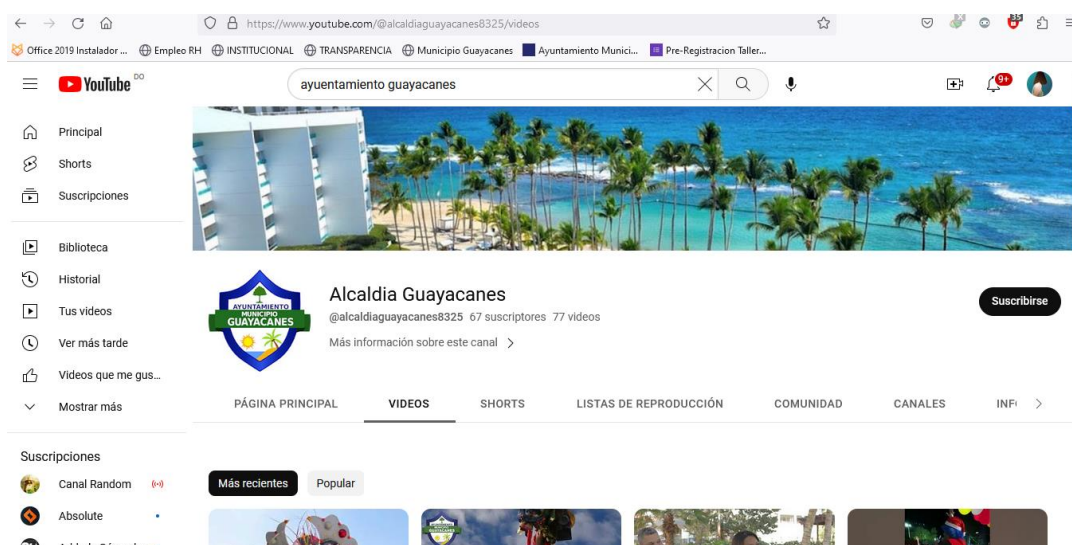 https://www.youtube.com/@alcaldiaguayacanes8325/videos
35
Office 2019 Instalador ... Empleo RH INSTITUCIONAL TRANSPARENCIA Municipio Guayacanes Ayuntamiento Munici... Pre-Registracion Taller...
YouTube DO
ayuentamiento guayacanes
9+
Principal
Shorts
Suscripciones
Biblioteca
Historial
Tus videos
Ver más tarde
Videos que me gus...
Mostrar más
Suscripciones
Canal Random
Absolute
AYUNTAMIENTO
MUNICIPIO
GUAYACANES
Alcaldia Guayacanes
@alcaldiaguayacanes8325 67 suscriptores 77 videos
Más información sobre este canal
Suscribirse
PÁGINA PRINCIPAL VIDEOS SHORTS LISTAS DE REPRODUCCIÓN COMUNIDAD CANALES INF
Más recientes Popular